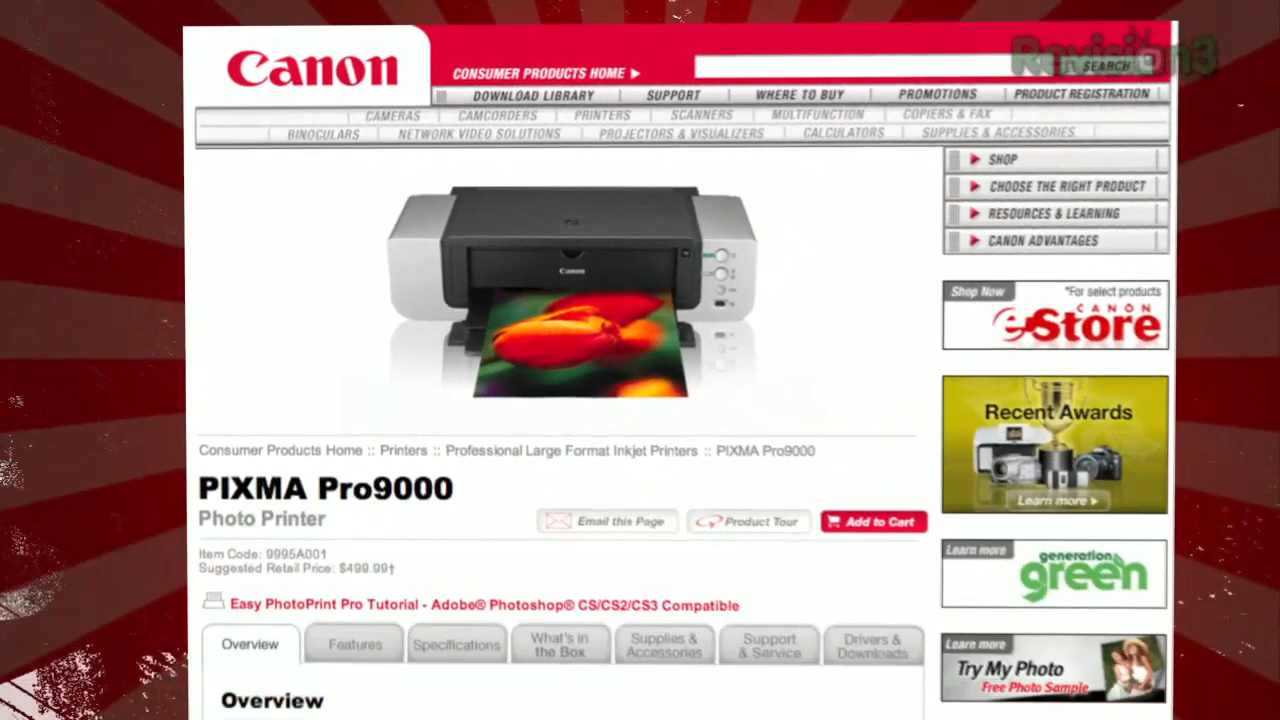 Canon
CONSUMER PRODUCTS HOME
SEARCH
Revision3
DOWNLOAD LIBRARY
SUPPORT
WHERE TO BUY
PROMOTIONS
PRODUCT REGISTRATION
CAMERAS
CAMCORDERS
PRINTERS
SCANNERS
MULTIFUNCTION
COPIERS & FAX
BINOCULARS
NETWORK VIDEO SOLUTIONS
PROJECTORS & VISUALIZERS
CALCULATORS
SUPPLIES & ACCESSORIES
SHOP
CHOOSE THE RIGHT PRODUCT
RESOURCES & LEARNING
CANON ADVANTAGES
Canon
Shop Now
*For select products
CANON
eStore
Recent Awards
Learn more
Consumer Products Home :: Printers :: Professional Large Format Inkjet Printers :: PIXMA Pro9000
PIXMA Pro9000
Photo Printer
Email this Page
Product Tour
Add to Cart
Item Code: 9995A001
Suggested Retail Price: $499.99†
Learn more
generation
green
Easy PhotoPrint Pro Tutorial - Adobe® Photoshop® CS/CS2/CS3 Compatible
Overview
Features
Specifications
What's in
the Box
Supplies &
Accessories
Support
& Service
Drivers &
Downloads
Learn more
Try My Photo
Free Photo Sample
Overview